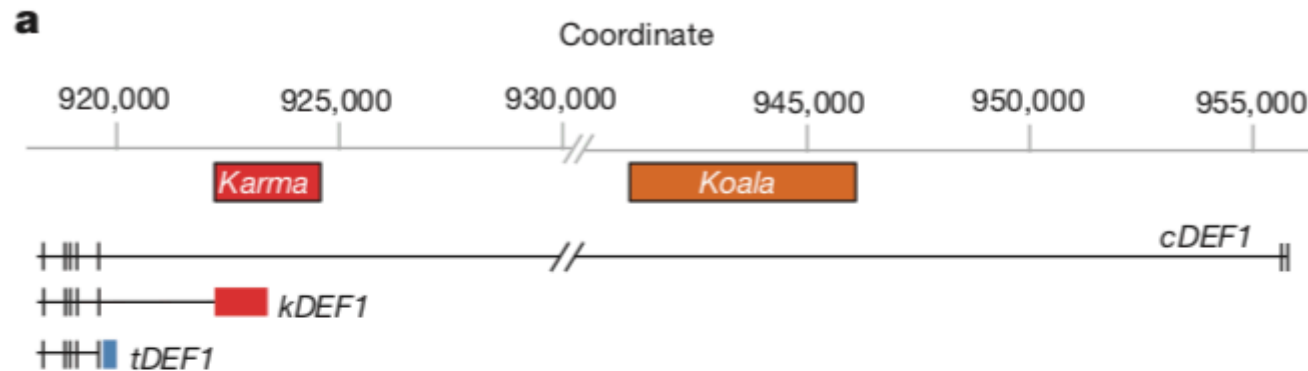 a
Coordinate
920,000 925,000 930,000 945,000 950,000 955,000
Karma Koala
cDEF1
kDEF1
tDEF1